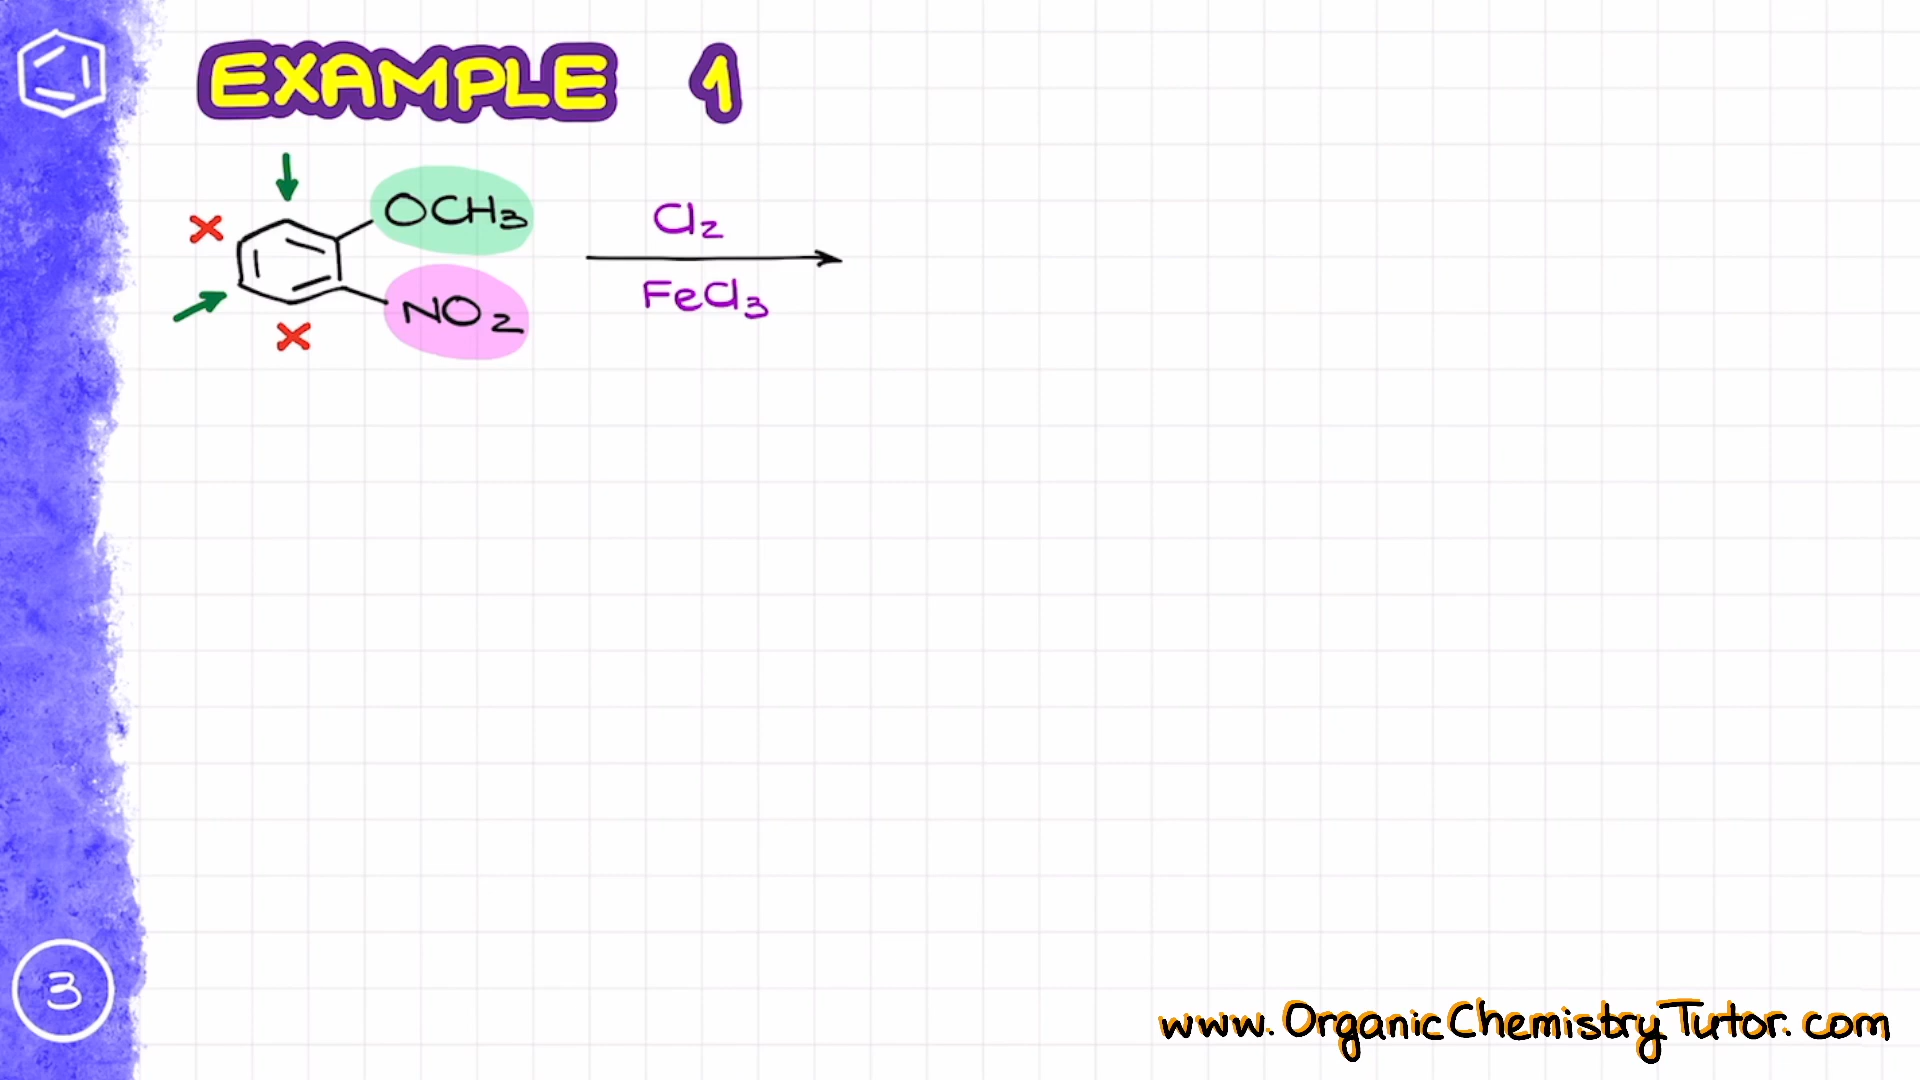 EXAMPLE 1
OCH3
NO2
Cl2
FeCl3
3
www.OrganicChemistryTutor.com